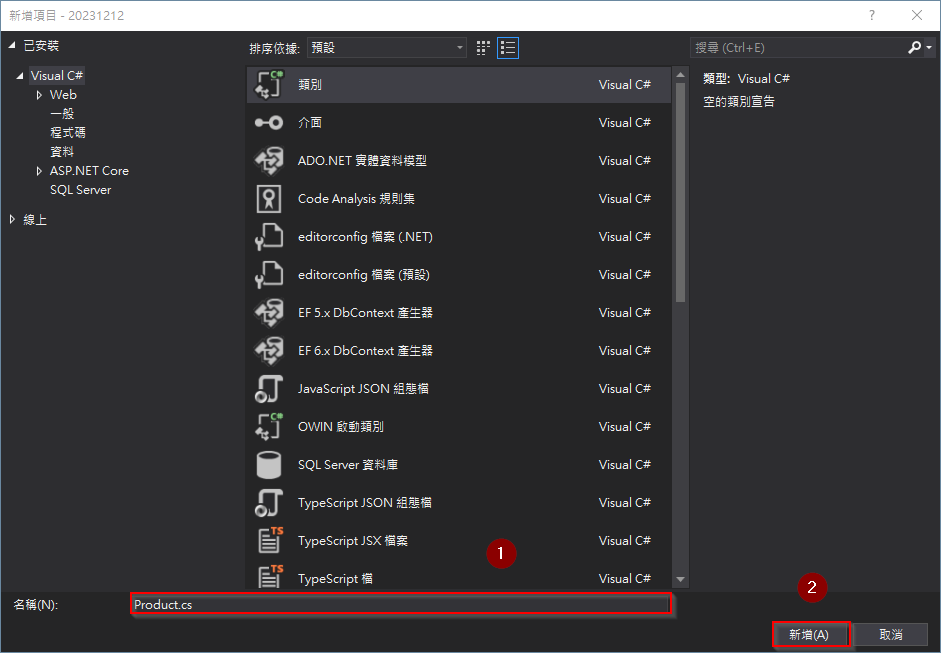 新增項目 - 20231212
?
已安裝
Visual C#
Web
一般
程式碼
資料
ASP.NET Core
SQL Server
線上
排序依據: 預設
類別 Visual C#
介面 Visual C#
ADO.NET 實體資料模型 Visual C#
Code Analysis 規則集 Visual C#
editorconfig 檔案 (.NET) Visual C#
editorconfig 檔案 (預設) Visual C#
EF 5.x DbContext 產生器 Visual C#
EF 6.x DbContext 產生器 Visual C#
JavaScript JSON 組態檔 Visual C#
OWIN 啟動類別 Visual C#
SQL Server 資料庫 Visual C#
TypeScript JSON 組態檔 Visual C#
TypeScript JSX 檔案 Visual C#
TypeScript 檔 Visual C#
搜尋 (Ctrl+E)
類型: Visual C#
空的類別宣告
1
名稱(N): Product.cs
2
新增(A) 取消